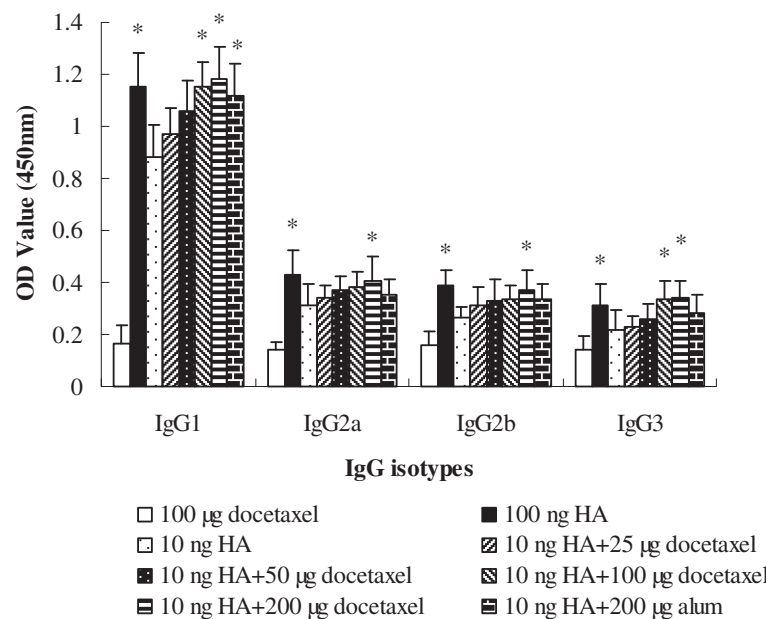 1.4
1.2
1
0.8
0.6
0.4
0.2
0
OD Value (450nm)
* * * * *
* *
* *
* * *
IgG1 IgG2a IgG2b IgG3
IgG isotypes
100 μg docetaxel 100 ng HA
10 ng HA 10 ng HA+25 μg docetaxel
10 ng HA+50 μg docetaxel 10 ng HA+100 μg docetaxel
10 ng HA+200 μg docetaxel 10 ng HA+200 μg alum